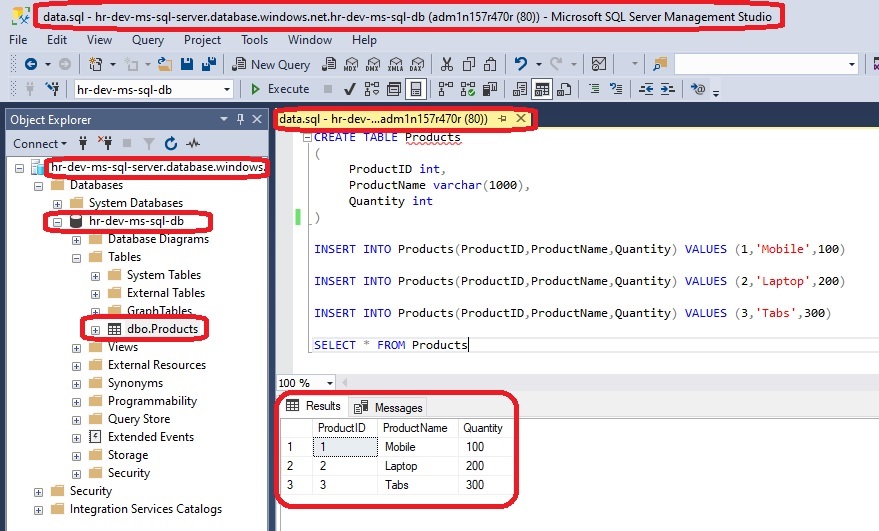 data.sql - hr-dev-ms-sql-server.database.windows.net.hr-dev-ms-sql-db (adm1n157r470r (80)) - Microsoft SQL Server Management Studio
File Edit View Query Project Tools Window Help
New Query MDX DMX XMLA DAX
hr-dev-ms-sql-db Execute
Object Explorer
Connect
hr-dev-ms-sql-server.database.windows.
Databases
System Databases
hr-dev-ms-sql-db
Database Diagrams
Tables
System Tables
External Tables
GraphTables
dbo.Products
Views
External Resources
Synonyms
Programmability
Query Store
Extended Events
Storage
Security
Security
Integration Services Catalogs
data.sql - hr-dev-...adm1n157r470r (80))
CREATE TABLE Products
(
ProductID int,
ProductName varchar(1000),
Quantity int
)
INSERT INTO Products(ProductID,ProductName,Quantity) VALUES (1,'Mobile',100)
INSERT INTO Products(ProductID,ProductName,Quantity) VALUES (2,'Laptop',200)
INSERT INTO Products(ProductID,ProductName,Quantity) VALUES (3,'Tabs',300)
SELECT * FROM Products
100 %
Results Messages
ProductID ProductName Quantity
1 1 Mobile 100
2 2 Laptop 200
3 3 Tabs 300